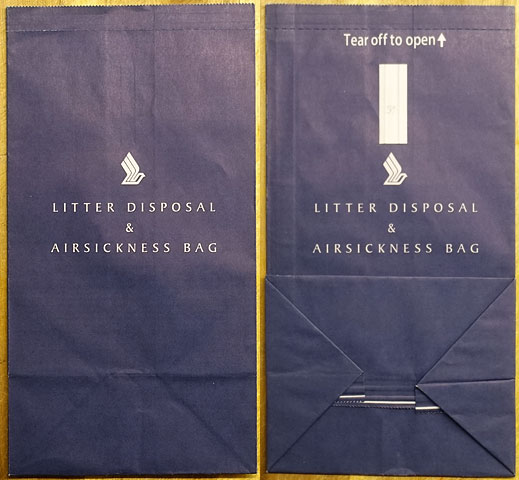 LITTER DISPOSAL
&
AIRSICKNESS BAG
Tear off to open
LITTER DISPOSAL
&
AIRSICKNESS BAG